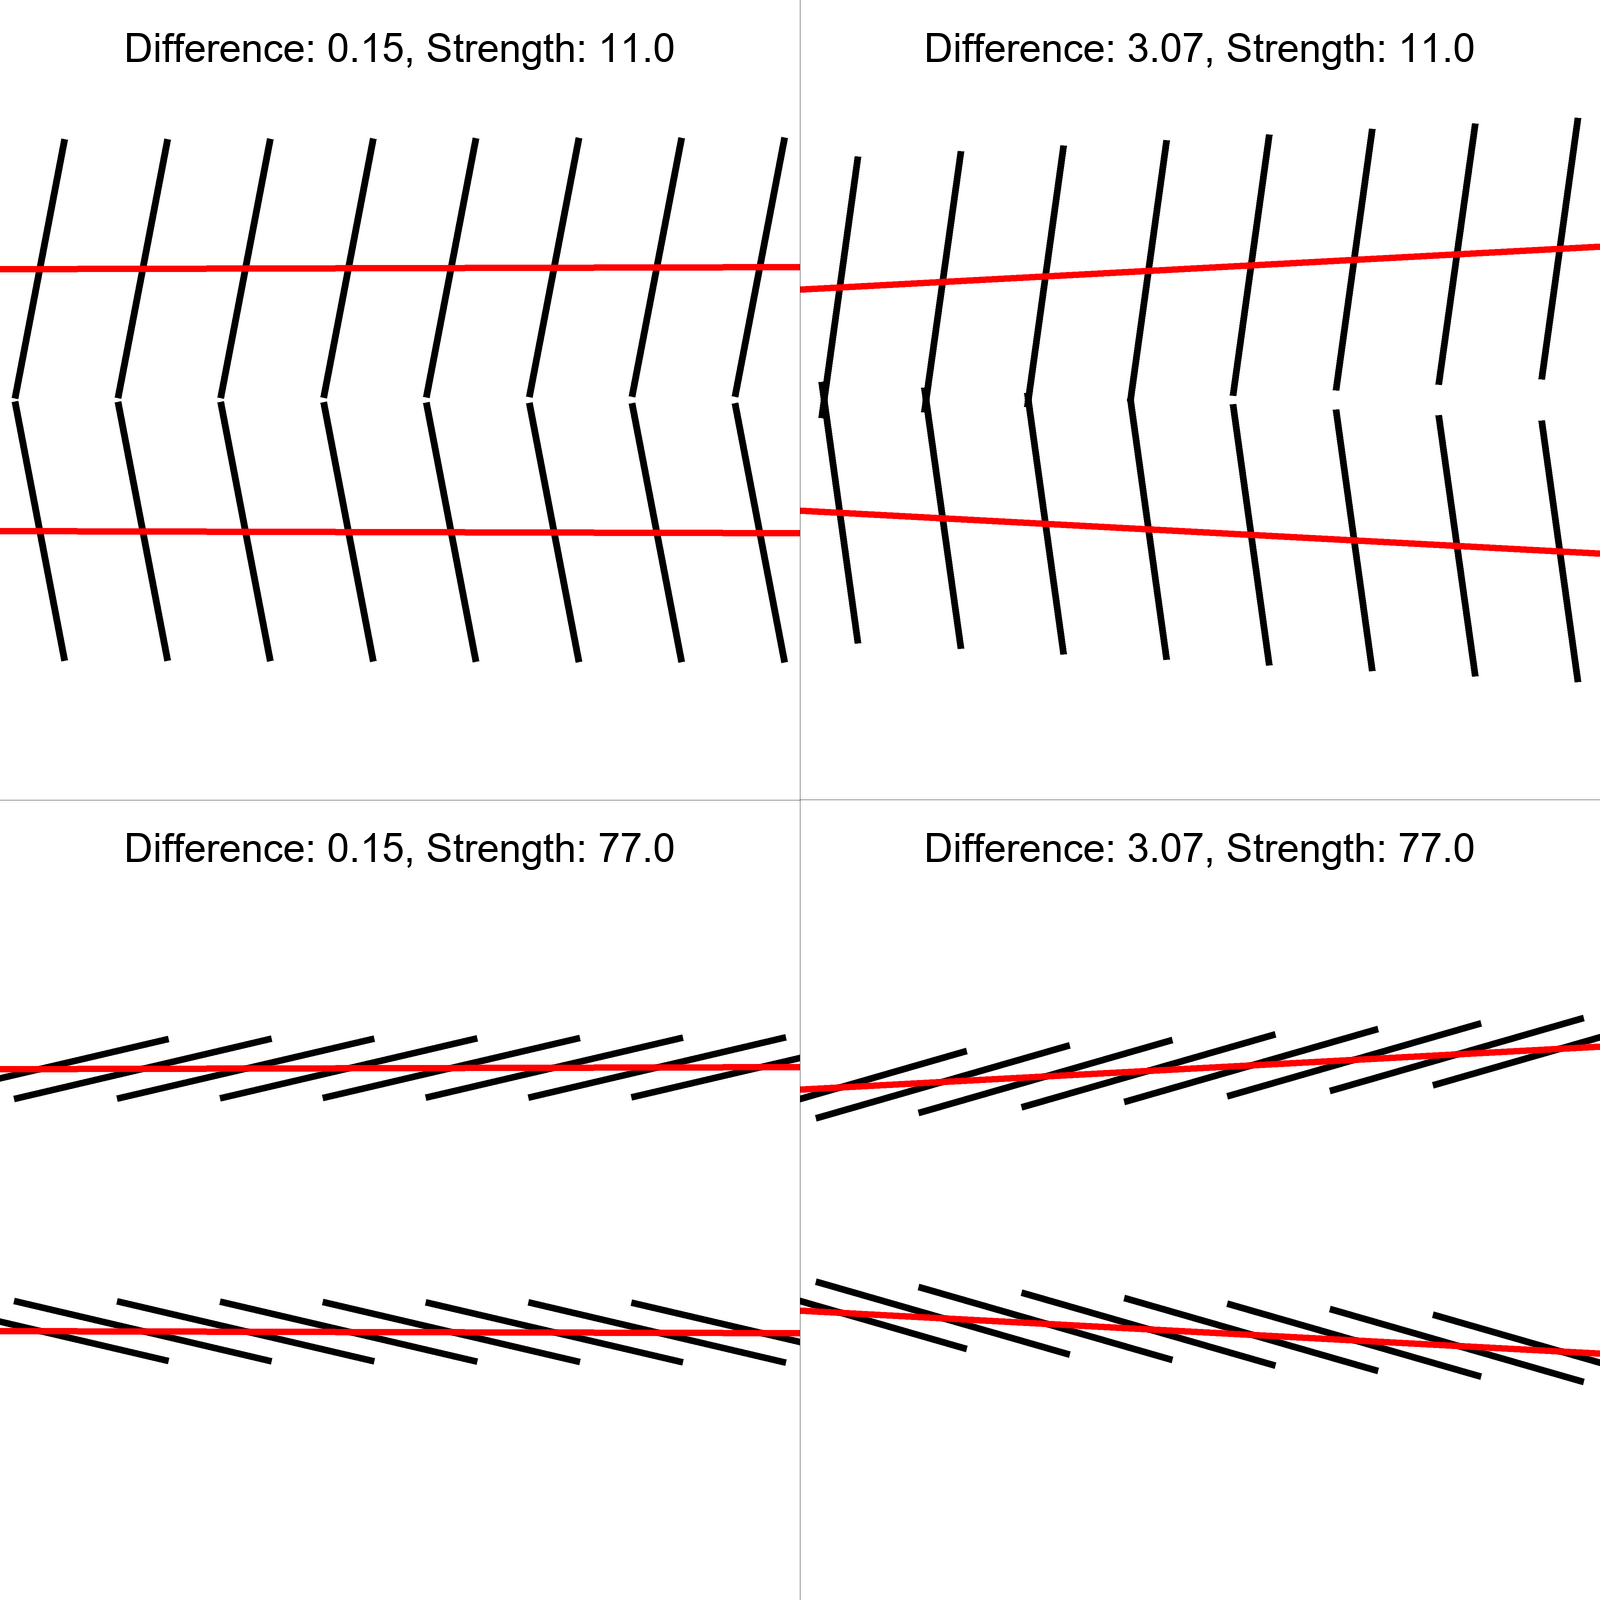 Difference: 0.15, Strength: 11.0
Difference: 3.07, Strength: 11.0
Difference: 0.15, Strength: 77.0
Difference: 3.07, Strength: 77.0